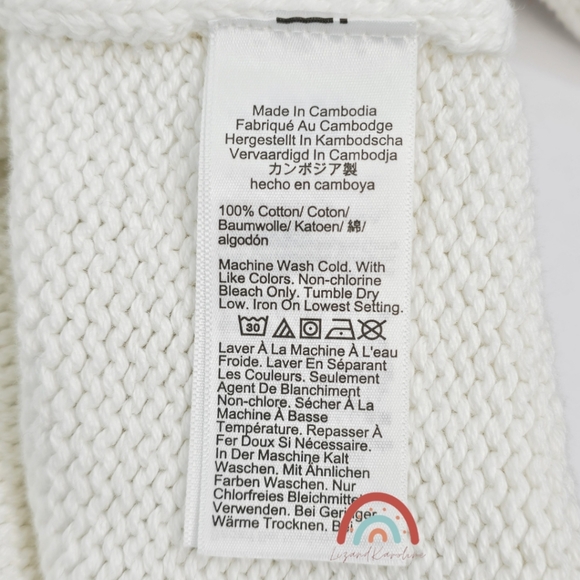 Made In Cambodia
Fabriqué Au Cambodge
Hergestellt In Kambodscha
Vervaardigd In Cambodja
カンボジア製
hecho en camboya
100% Cotton/ Coton/
Baumwolle/ Katoen/ 綿/
algodón
Machine Wash Cold. With
Like Colors. Non-chlorine
Bleach Only. Tumble Dry
Low. Iron On Lowest Setting.
30
Laver À La Machine À L'eau
Froide. Laver En Séparant
Les Couleurs. Seulement
Agent De Blanchiment
Non-chlore. Sécher À La
Machine À Basse
Température. Repasser À
Fer Doux Si Nécessaire.
In Der Maschine Kalt
Waschen. Mit Ähnlichen
Farben Waschen. Nur
Chlorfreies Bleichmittel
Verwenden. Bei Geringer
Wärme Trocknen. Bei
LizandKaroline